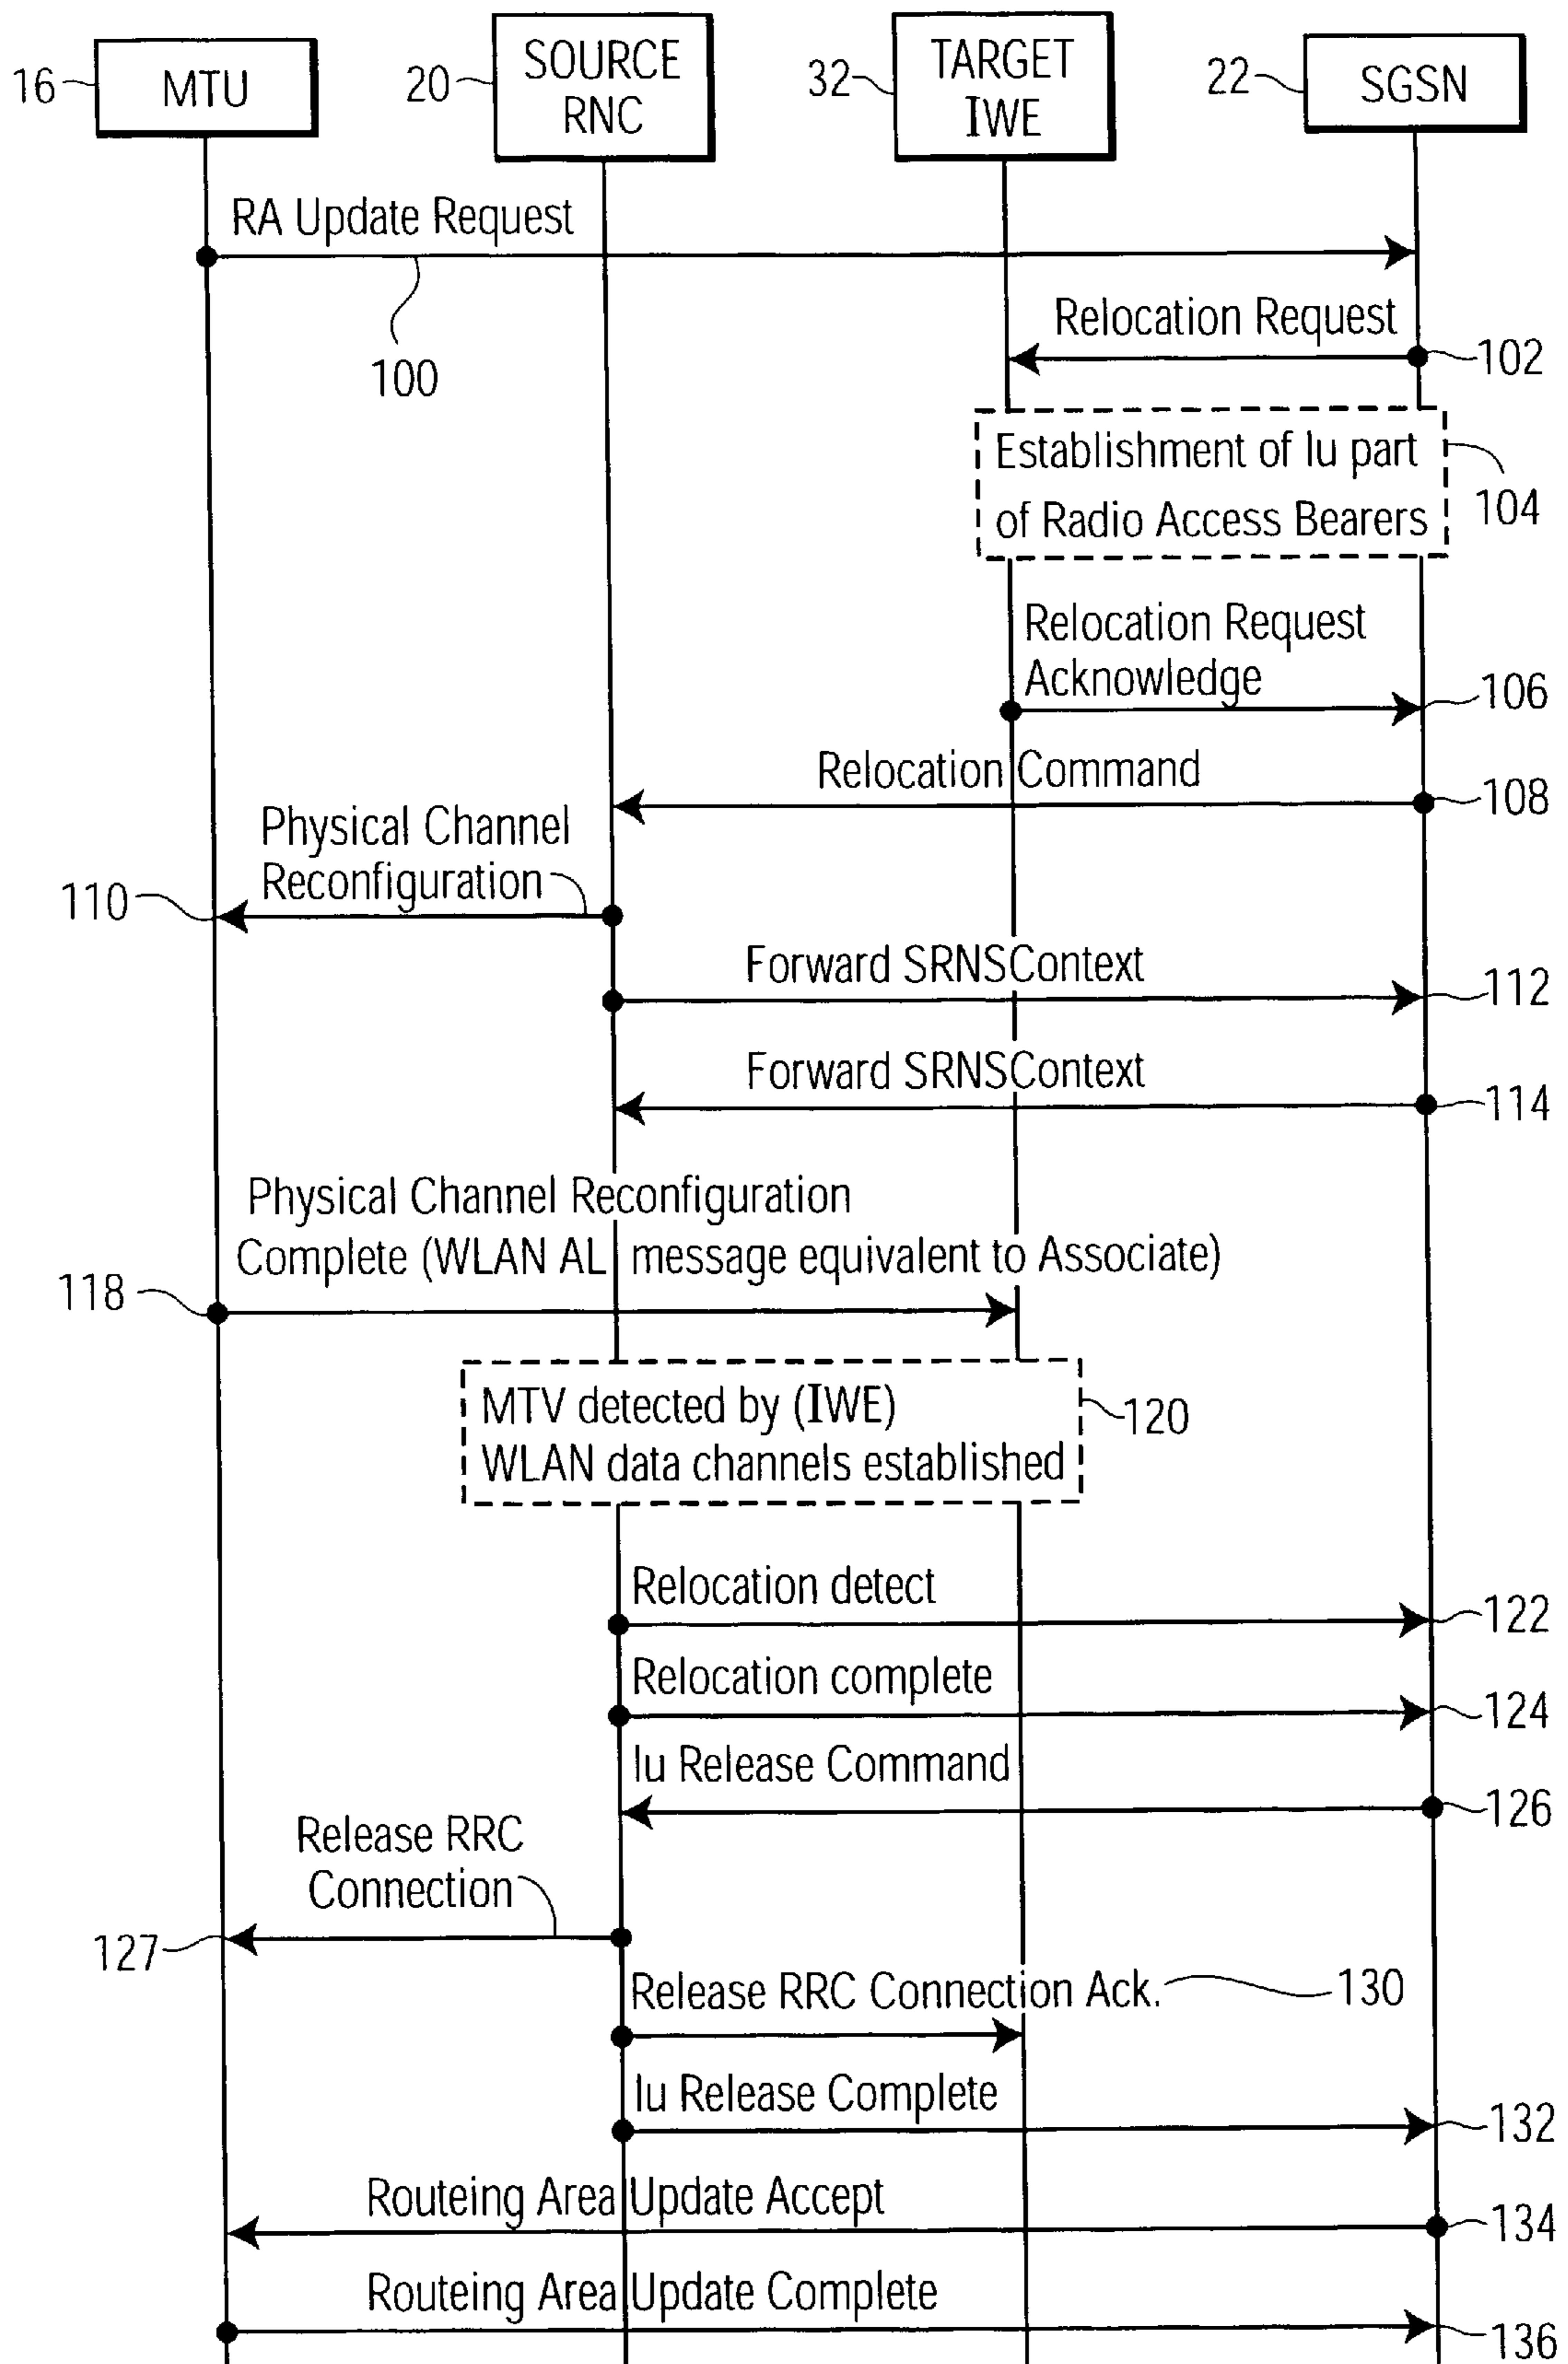 16
MTU
20
SOURCE
RNC
32
TARGET
IWE
22
SGSN
RA Update Request
100
Relocation Request
102
Establishment of Iu part
of Radio Access Bearers
104
Relocation Request
Acknowledge
106
Relocation Command
108
Physical Channel
Reconfiguration
110
Forward SRNSContext
112
Forward SRNSContext
114
Physical Channel Reconfiguration
Complete (WLAN AL message equivalent to Associate)
118
MTV detected by (IWE)
WLAN data channels established
120
Relocation detect
122
Relocation complete
124
Iu Release Command
126
Release RRC
Connection
127
Release RRC Connection Ack.
130
Iu Release Complete
132
Routeing Area Update Accept
134
Routeing Area Update Complete
136